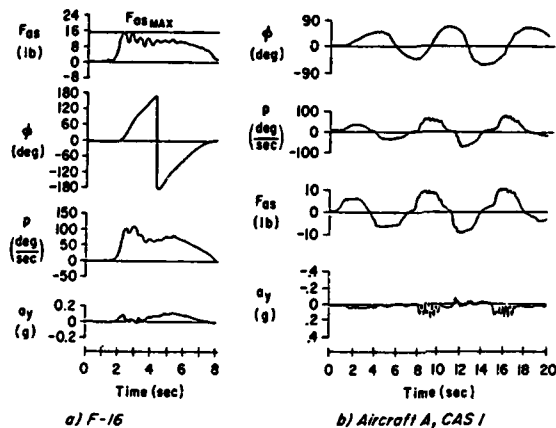 FasMAX
Fas
(lb)
16
8
0
-8
φ
(deg)
180
120
60
0
-60
-120
-180
p
(deg/sec)
150
100
50
0
-50
ay
(g)
0.2
0
-0.2
0 2 4 6 8
Time (sec)
a) F-16
φ
(deg)
90
0
-90
p
(deg/sec)
100
0
-100
Fas
(lb)
10
0
-10
ay
(g)
-.4
.2
0
.2
.4
0 2 4 6 8 10 12 14 16 18 20
Time (sec)
b) Aircraft A, CAS I